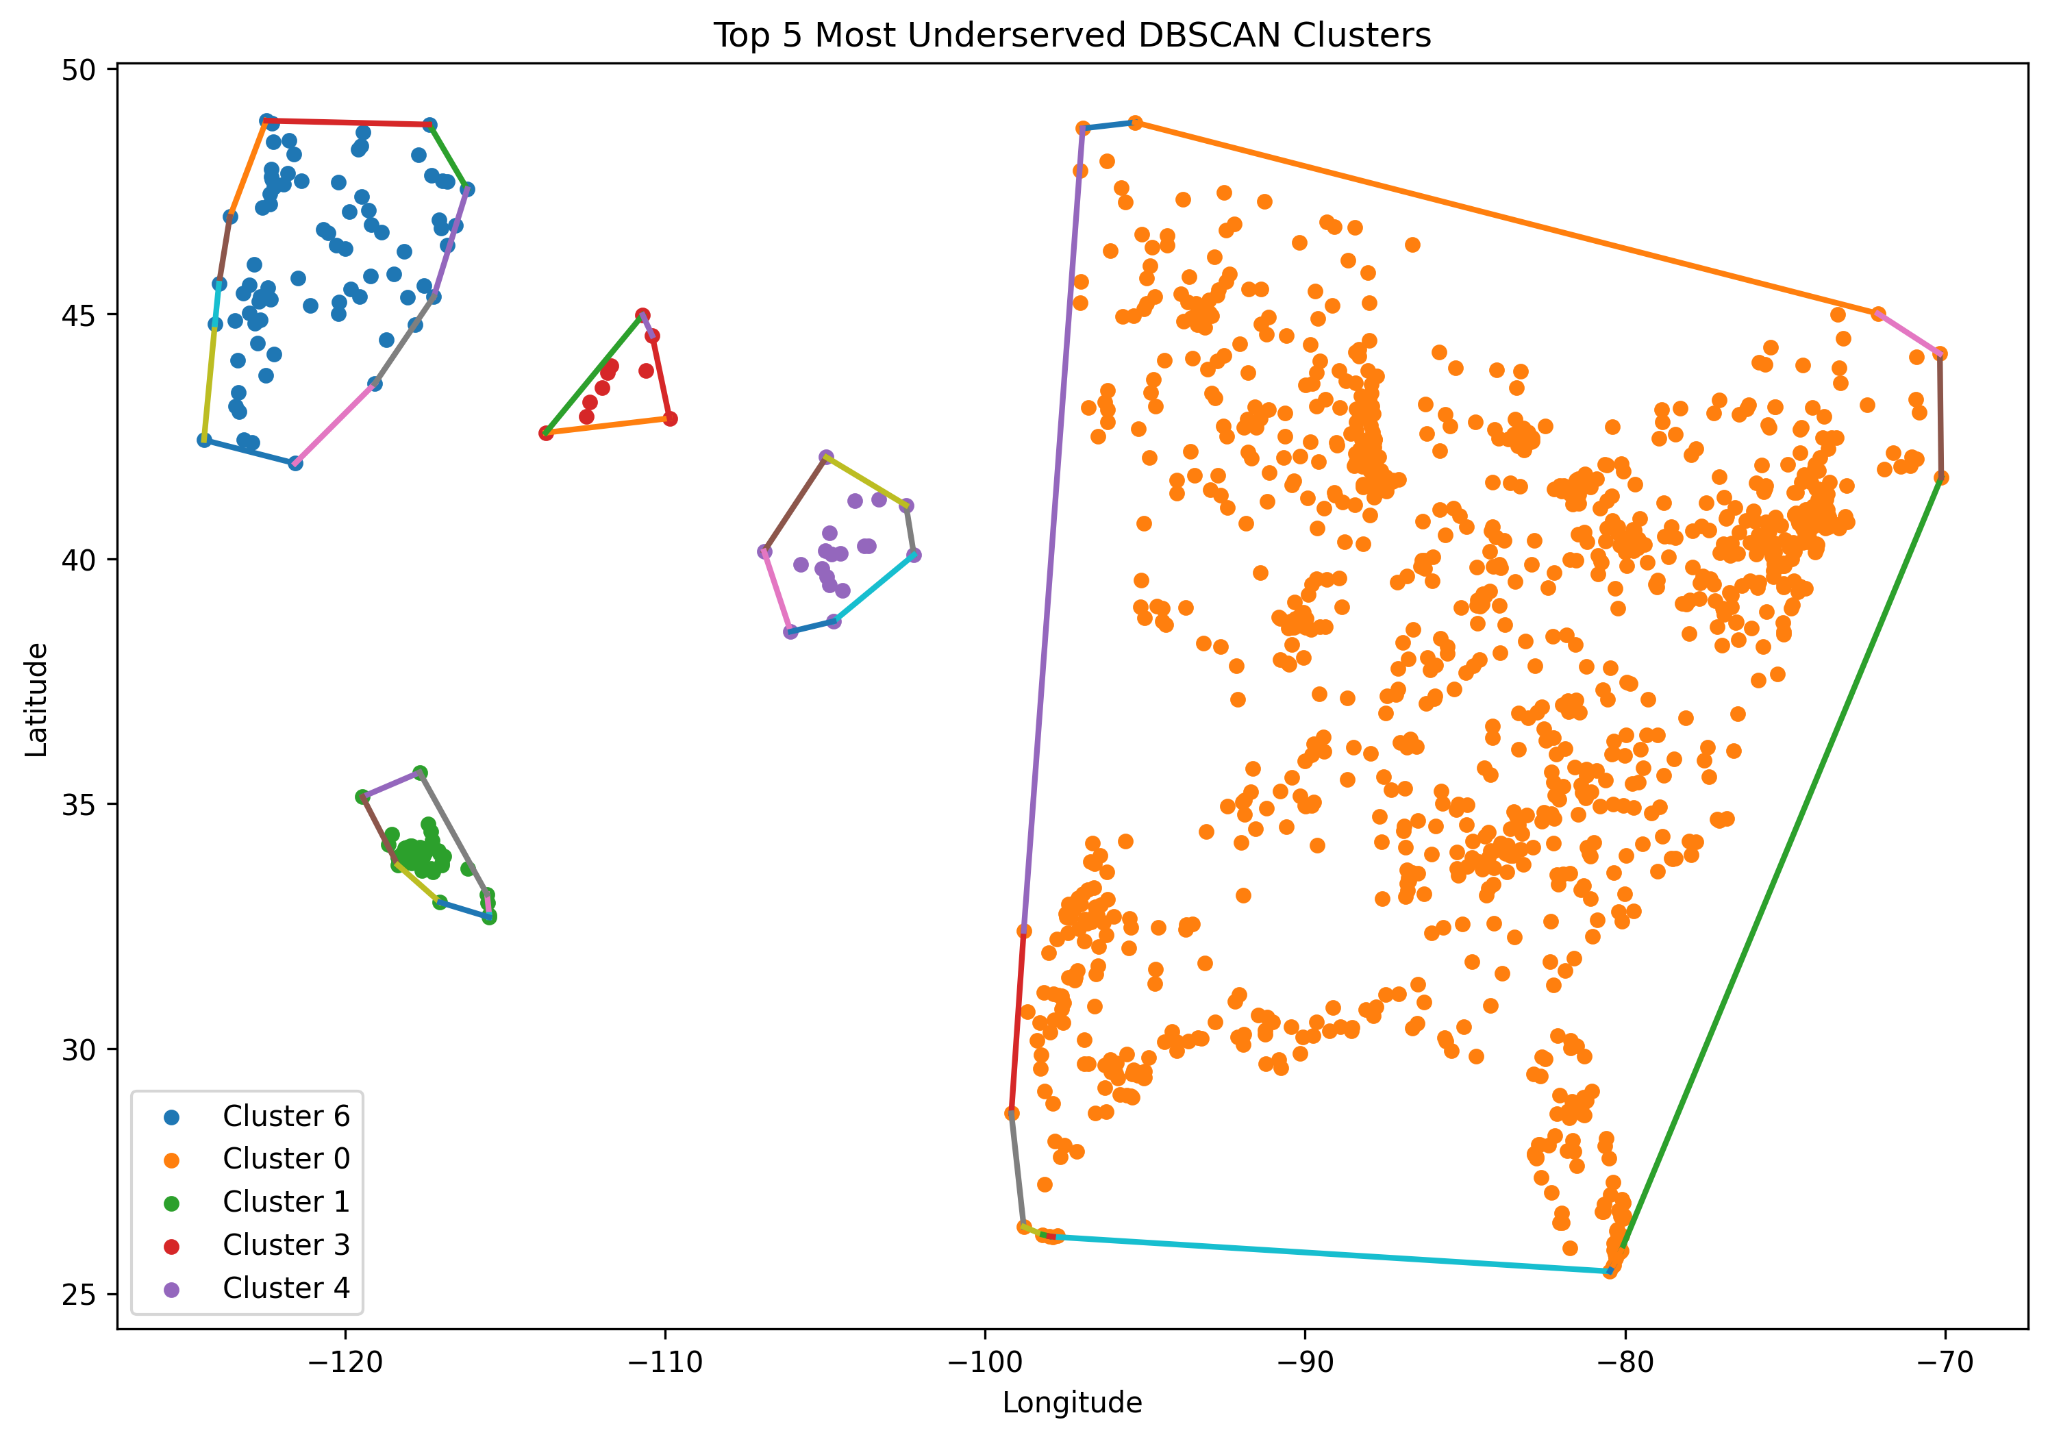 Top 5 Most Underserved DBSCAN Clusters
50
45
40
35
30
25
Latitude
Cluster 6
Cluster 0
Cluster 1
Cluster 3
Cluster 4
−120
−110
−100
−90
−80
−70
Longitude